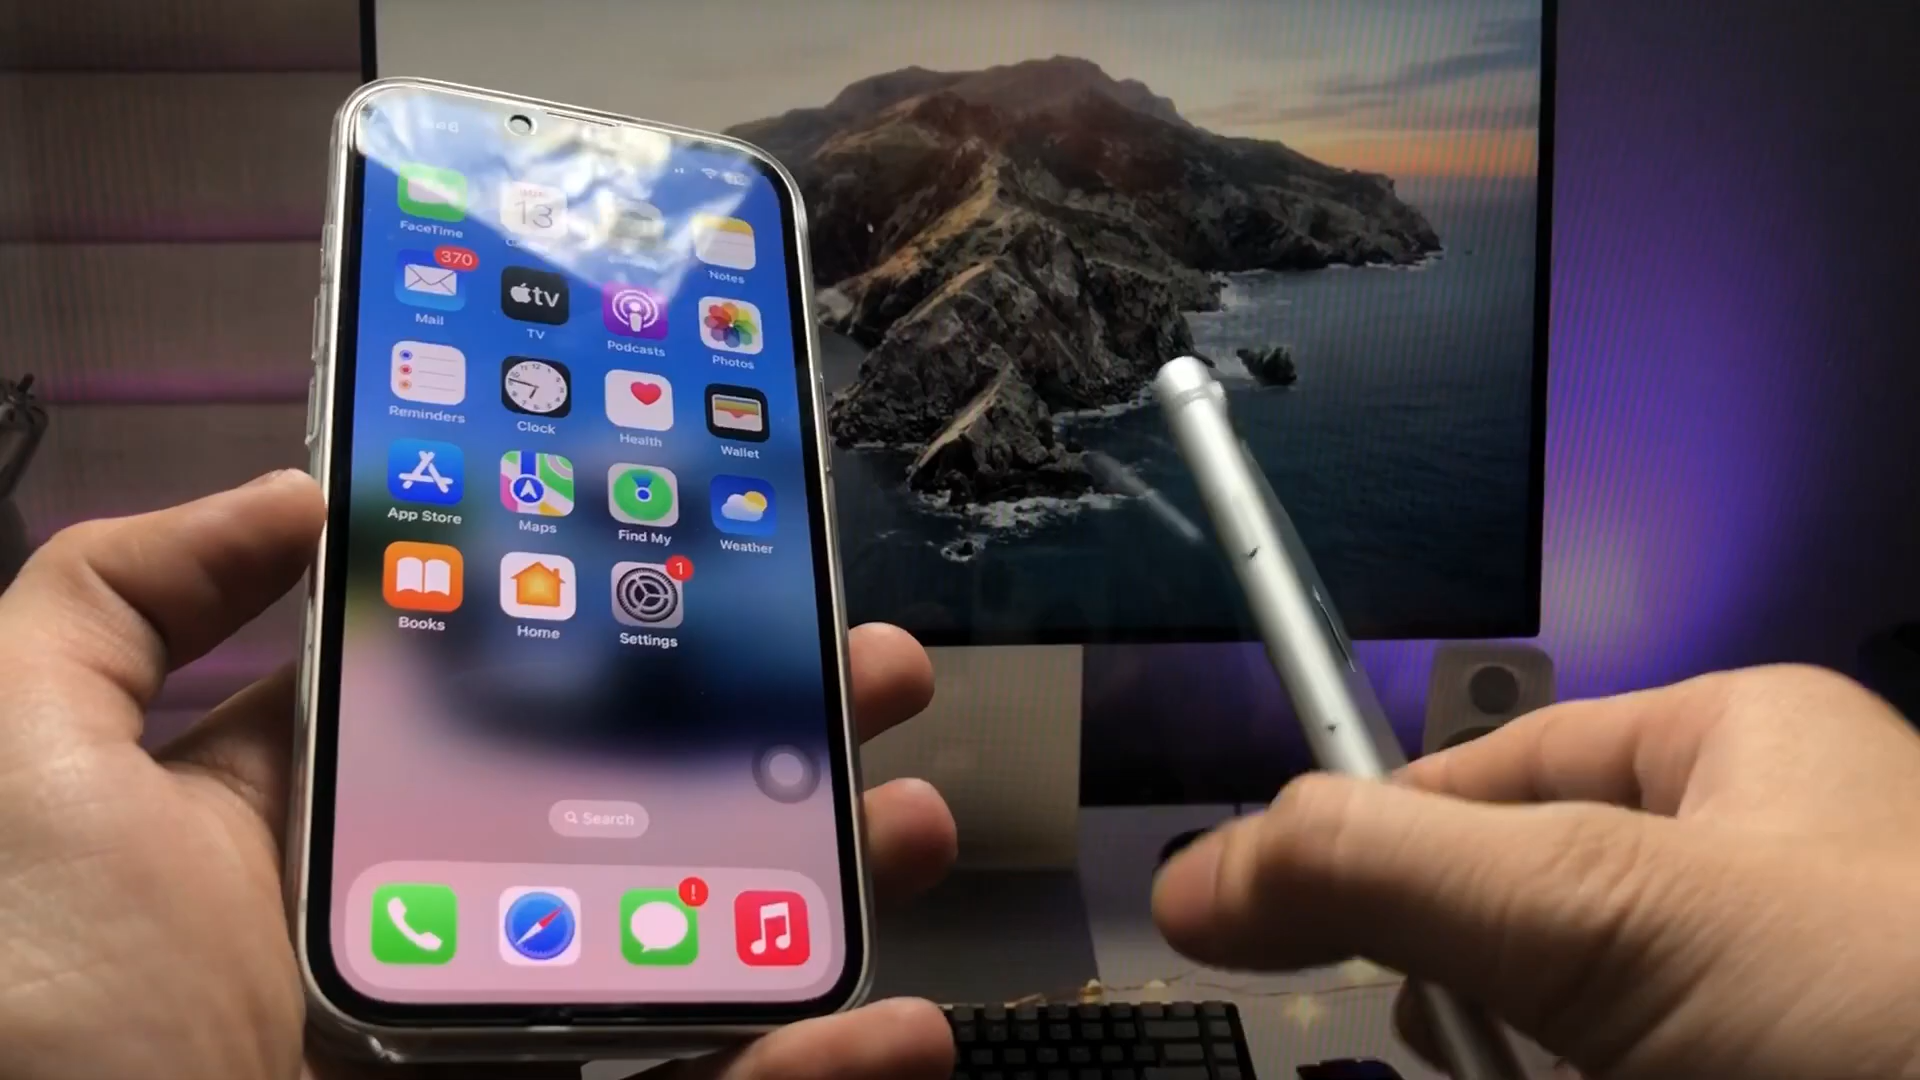 13
FaceTime
Notes
370
tv
Mail
TV
Podcasts
Photos
Reminders
Clock
Health
Wallet
App Store
Maps
Find My
Weather
1
Books
Home
Settings
Search
!